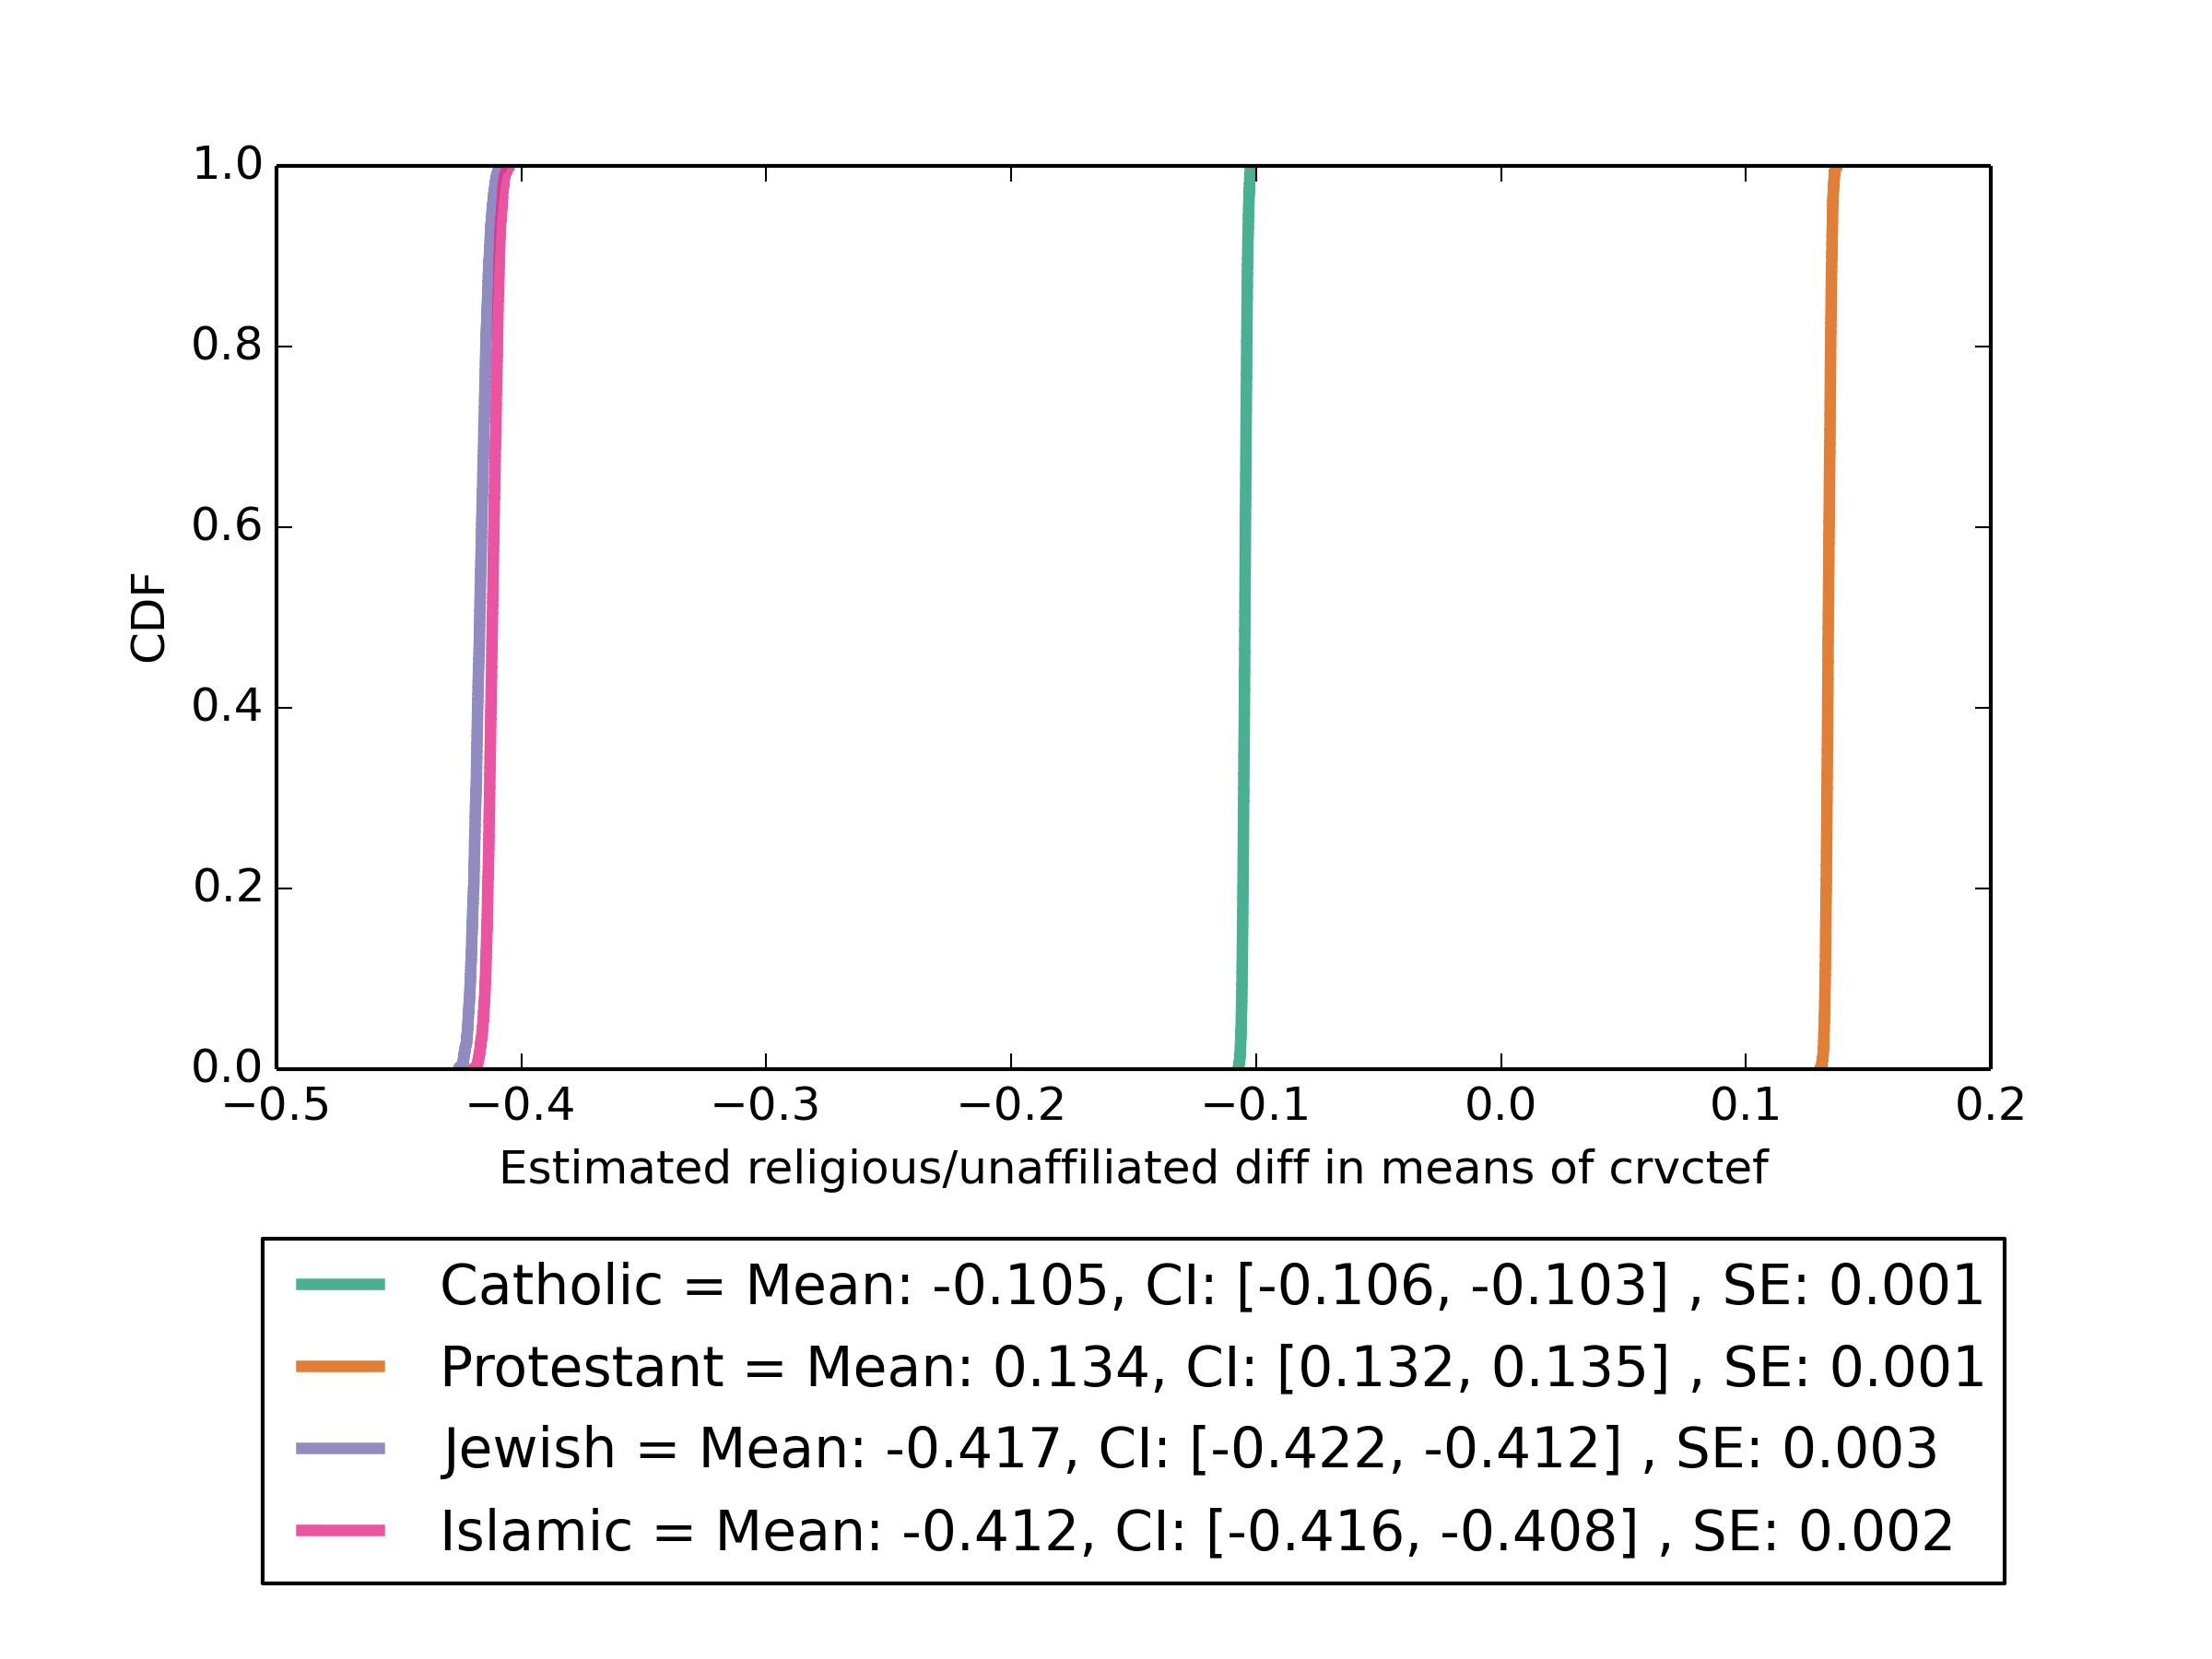 1.0
0.8
0.6
0.4
0.2
0.0
CDF
−0.5 −0.4 −0.3 −0.2 −0.1 0.0 0.1 0.2
Estimated religious/unaffiliated diff in means of crvctef
Catholic = Mean: -0.105, CI: [-0.106, -0.103] , SE: 0.001
Protestant = Mean: 0.134, CI: [0.132, 0.135] , SE: 0.001
Jewish = Mean: -0.417, CI: [-0.422, -0.412] , SE: 0.003
Islamic = Mean: -0.412, CI: [-0.416, -0.408] , SE: 0.002